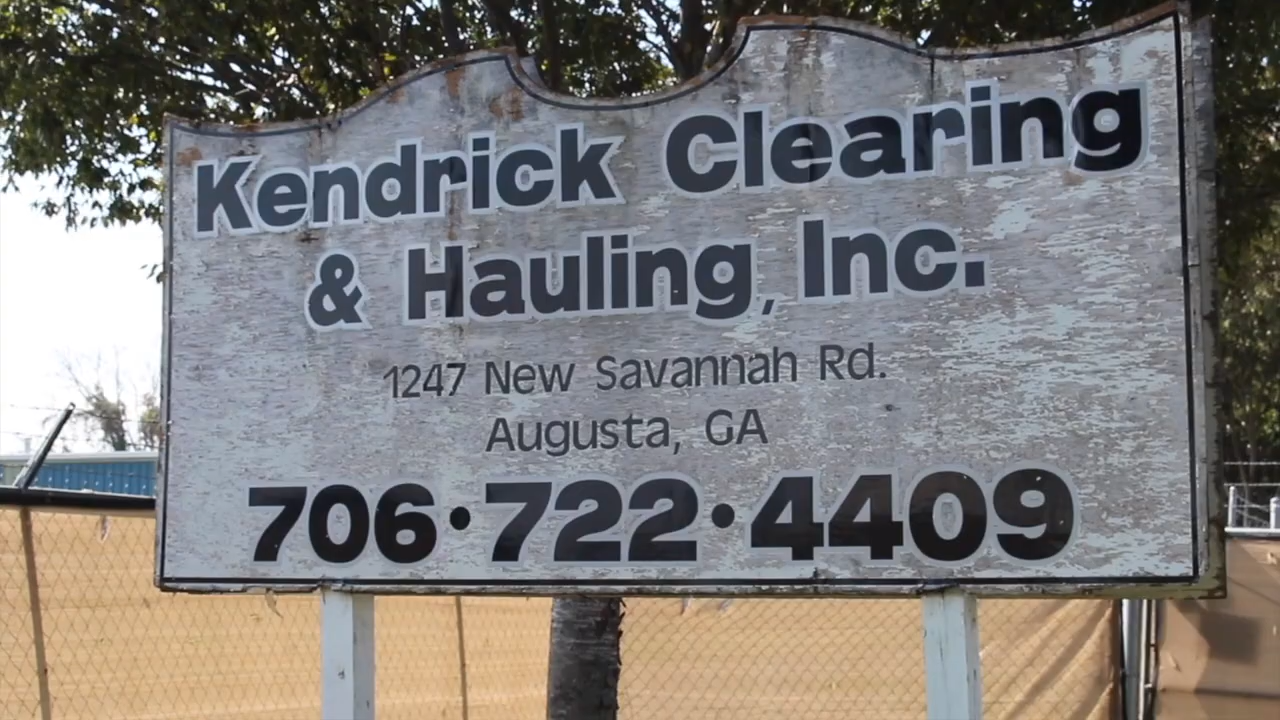 Kendrick Clearing
& Hauling, Inc.
1247 New Savannah Rd.
Augusta, GA
706•722•4409